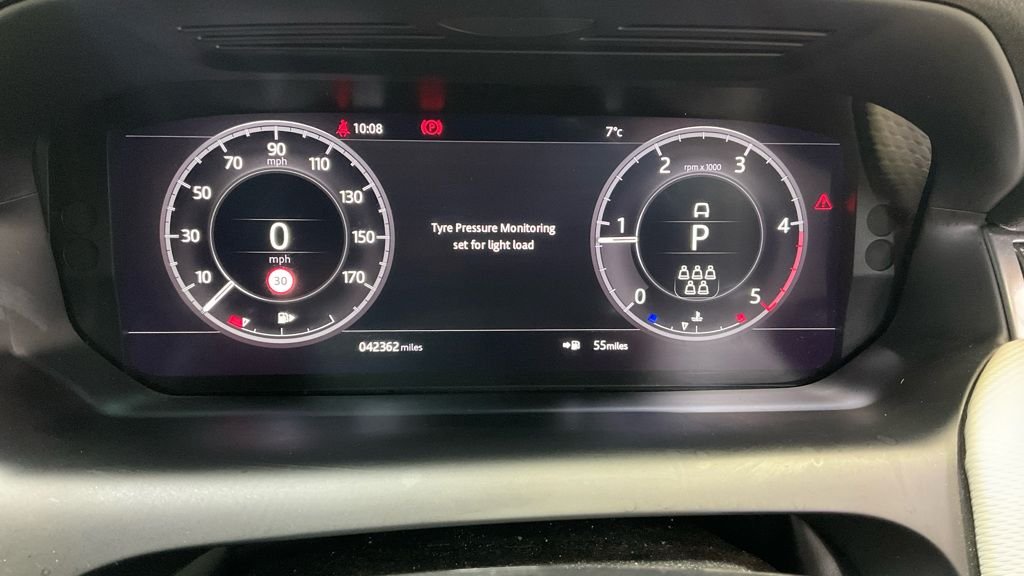 10:08
7°c
90
mph
70
110
50
130
30
150
10
170
0
mph
30
Tyre Pressure Monitoring
set for light load
2
rpm x 1000
3
1
4
P
0
5
042362 miles
55miles